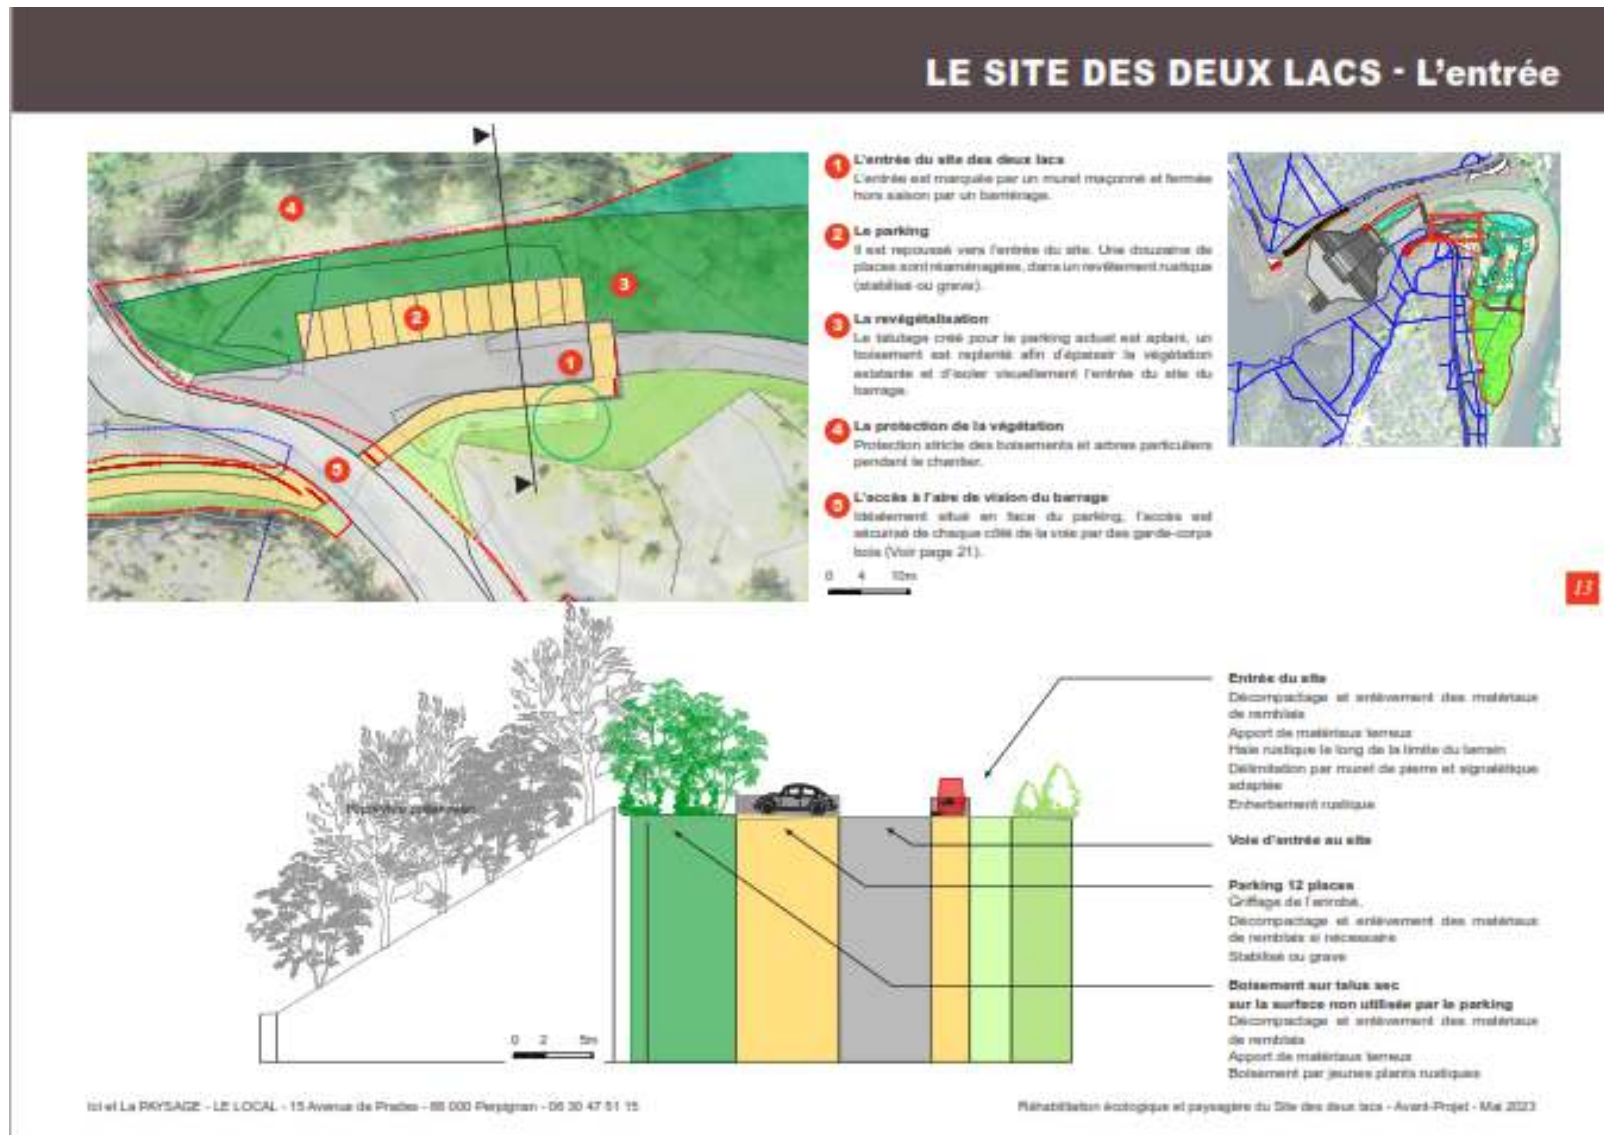 LE SITE DES DEUX LACS - L'entrée
1 L'entrée du site des deux lacs
L'entrée est marquée par un muret maçonné et fermée
hors saison par un barriérage.
2 Le parking
Il est repoussé vers l'entrée du site. Une douzaine de
places sont réaménagées, dans un revêtement rustique
(stabilisé ou grave).
3 La revégétalisation
Le talutage créé pour le parking actuel est aplani, un
boisement est replanté afin d'épaissir la végétation
existante et d'isoler visuellement l'entrée du site du
barrage.
4 La protection de la végétation
Protection stricte des boisements et arbres particuliers
pendant le chantier.
5 L'accès à l'aire de vision du barrage
Idéalement situé en face du parking, l'accès est
sécurisé de chaque côté de la voie par des garde-corps
bois (Voir page 21).
0 4 10m
4
3
2
1
5
13
Entrée du site
Décompactage et enlèvement des matériaux
de remblais
Apport de matériaux terreux
Haie rustique le long de la limite du terrain
Délimitation par muret de pierre et signalétique
adaptée
Enherbement rustique
Voie d'entrée au site
Parking 12 places
Griffage de l'enrobé,
Décompactage et enlèvement des matériaux
de remblais si nécessaire
Stabilisé ou grave
Boisement sur talus sec
sur la surface non utilisée par le parking
Décompactage et enlèvement des matériaux
de remblais
Apport de matériaux terreux
Boisement par jeunes plants rustiques
0 2 5m
Ici et La PAYSAGE - LE LOCAL - 15 Avenue de Prades - 66 000 Perpignan - 06 30 47 51 15
Réhabilitation écologique et paysagère du Site des deux lacs - Avant-Projet - Mai 2023